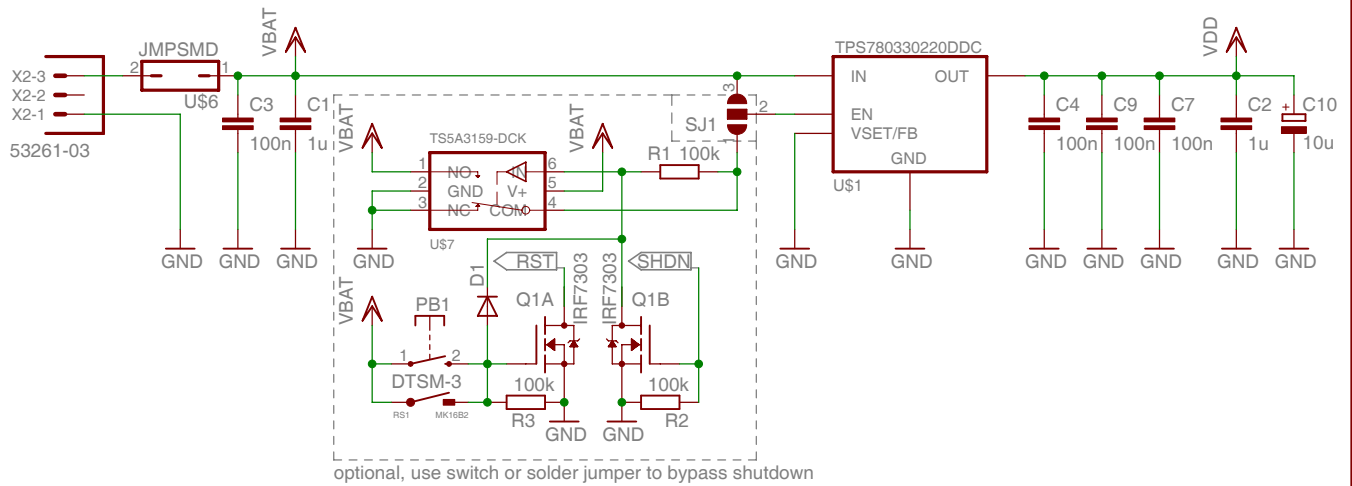 JMPSMD
VBAT
TPS780330220DDC
VDD
X2-3
X2-2
X2-1
53261-03
2
1
U$6
C3
100n
C1
1u
VBAT
TS5A3159-DCK
VBAT
3
2
SJ1
R1
100k
IN
OUT
EN
VSET/FB
GND
U$1
C4
100n
C9
100n
C7
100n
C2
1u
+
C10
10u
1
2
3
NO
GND
NC
IN
V+
COM
6
5
4
U$7
GND
GND
GND
GND
GND
GND
GND
GND
GND
GND
GND
VBAT
D1
RST
IRF7303
IRF7303
SHDN
PB1
Q1A
Q1B
1
2
DTSM-3
100k
100k
RS1
MK16B2
R3
R2
GND
GND
optional, use switch or solder jumper to bypass shutdown